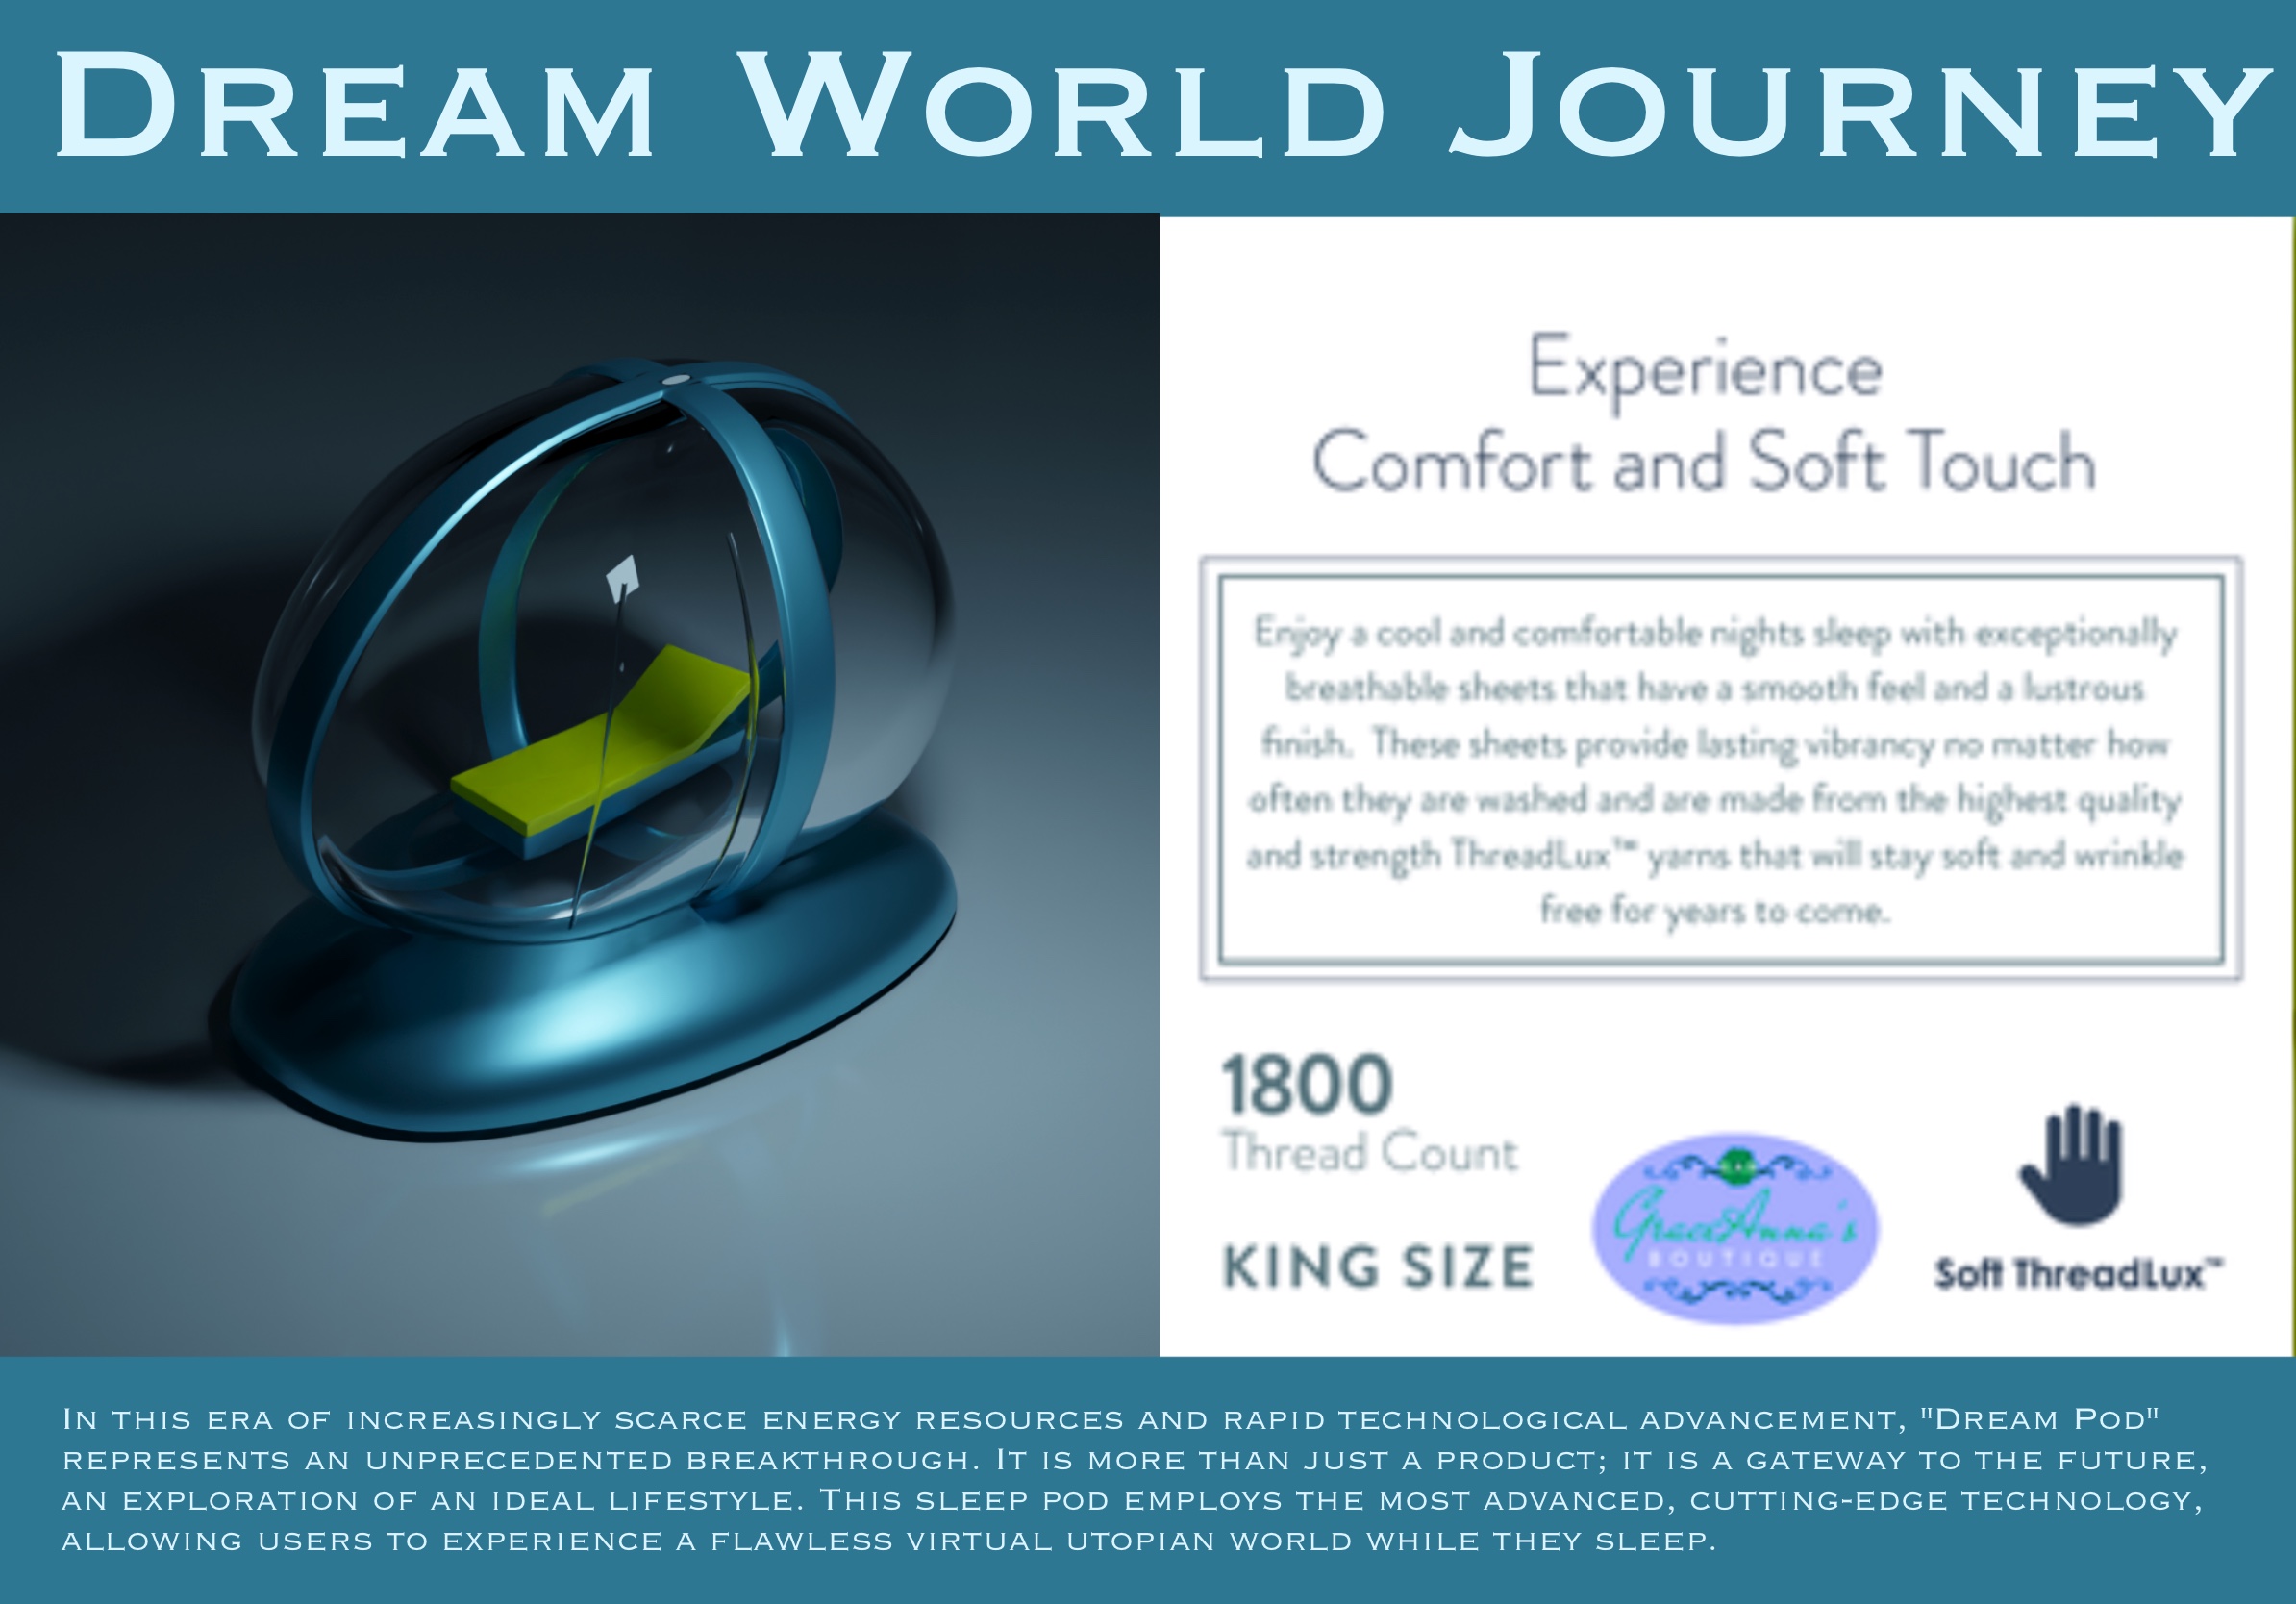 DREAM WORLD JOURNEY
Experience
Comfort and Soft Touch
Enjoy a cool and comfortable nights sleep with exceptionally
breathable sheets that have a smooth feel and a lustrous
finish. These sheets provide lasting vibrancy no matter how
often they are washed and are made from the highest quality
and strength ThreadLux™ yarns that will stay soft and wrinkle
free for years to come.
1800
Thread Count
KING SIZE
GraceAnna's
BOUTIQUE
Soft ThreadLux™
IN THIS ERA OF INCREASINGLY SCARCE ENERGY RESOURCES AND RAPID TECHNOLOGICAL ADVANCEMENT, "DREAM POD"
REPRESENTS AN UNPRECEDENTED BREAKTHROUGH. IT IS MORE THAN JUST A PRODUCT; IT IS A GATEWAY TO THE FUTURE,
AN EXPLORATION OF AN IDEAL LIFESTYLE. THIS SLEEP POD EMPLOYS THE MOST ADVANCED, CUTTING-EDGE TECHNOLOGY,
ALLOWING USERS TO EXPERIENCE A FLAWLESS VIRTUAL UTOPIAN WORLD WHILE THEY SLEEP.